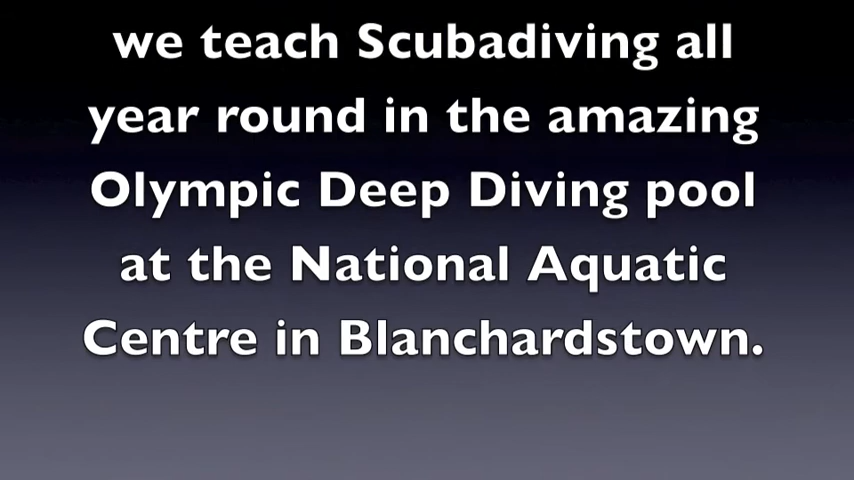 we teach Scubadiving all
year round in the amazing
Olympic Deep Diving pool
at the National Aquatic
Centre in Blanchardstown.